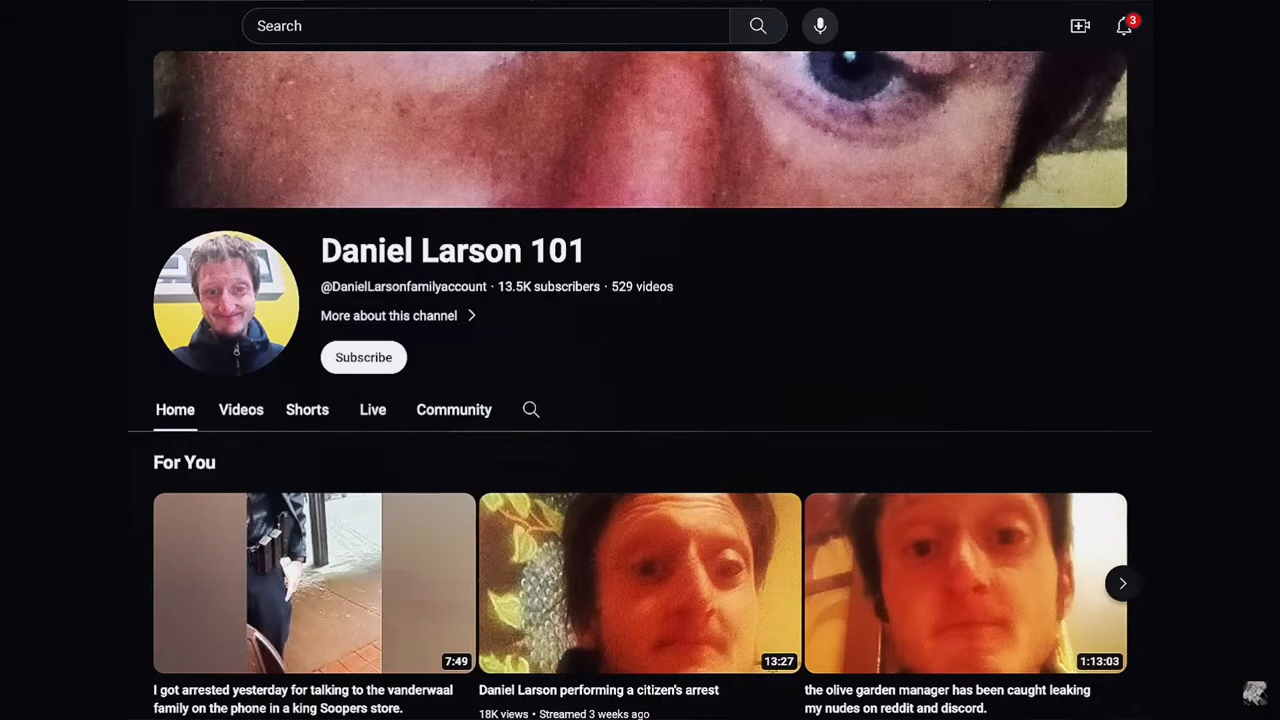 Search
3
Daniel Larson 101
@DanielLarsonfamilyaccount · 13.5K subscribers · 529 videos
More about this channel
Subscribe
Home Videos Shorts Live Community
For You
7:49 13:27 1:13:03
I got arrested yesterday for talking to the vanderwaal
family on the phone in a king Soopers store.
Daniel Larson performing a citizen's arrest
18K views • Streamed 3 weeks ago
the olive garden manager has been caught leaking
my nudes on reddit and discord.